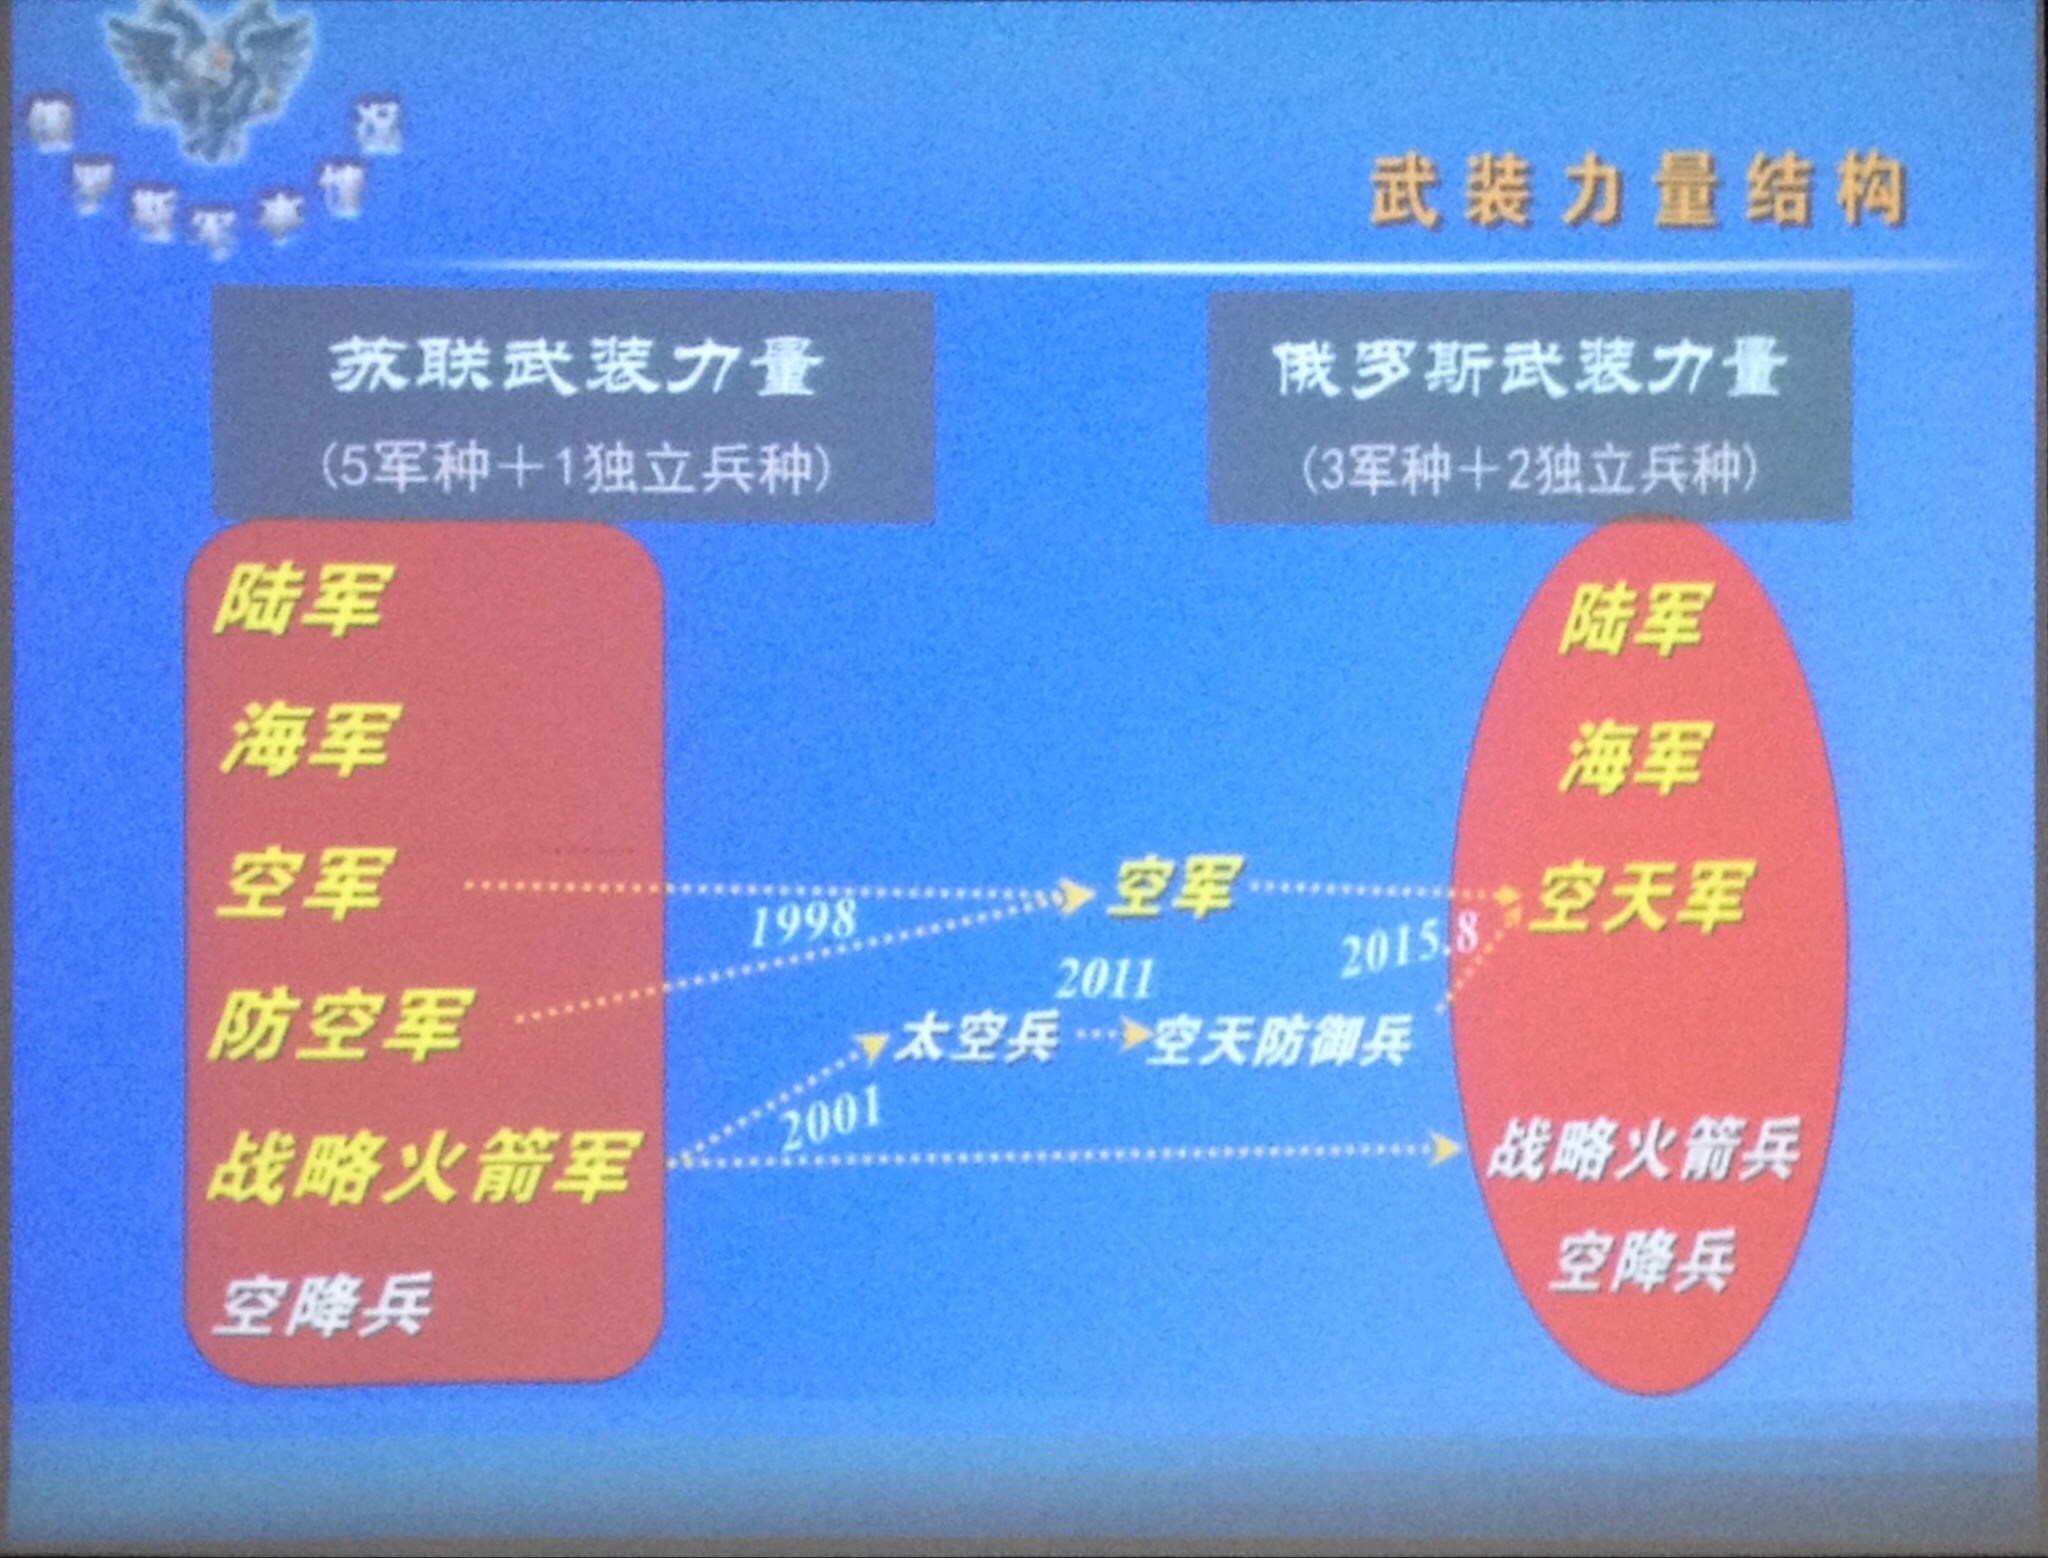 俄罗斯军事情况
武装力量结构
苏联武装力量
(5军种＋1独立兵种)
俄罗斯武装力量
(3军种＋2独立兵种)
陆军
海军
空军
防空军
战略火箭军
空降兵
1998
空军
2011
2015.8
太空兵
空天防御兵
2001
陆军
海军
空天军
战略火箭兵
空降兵